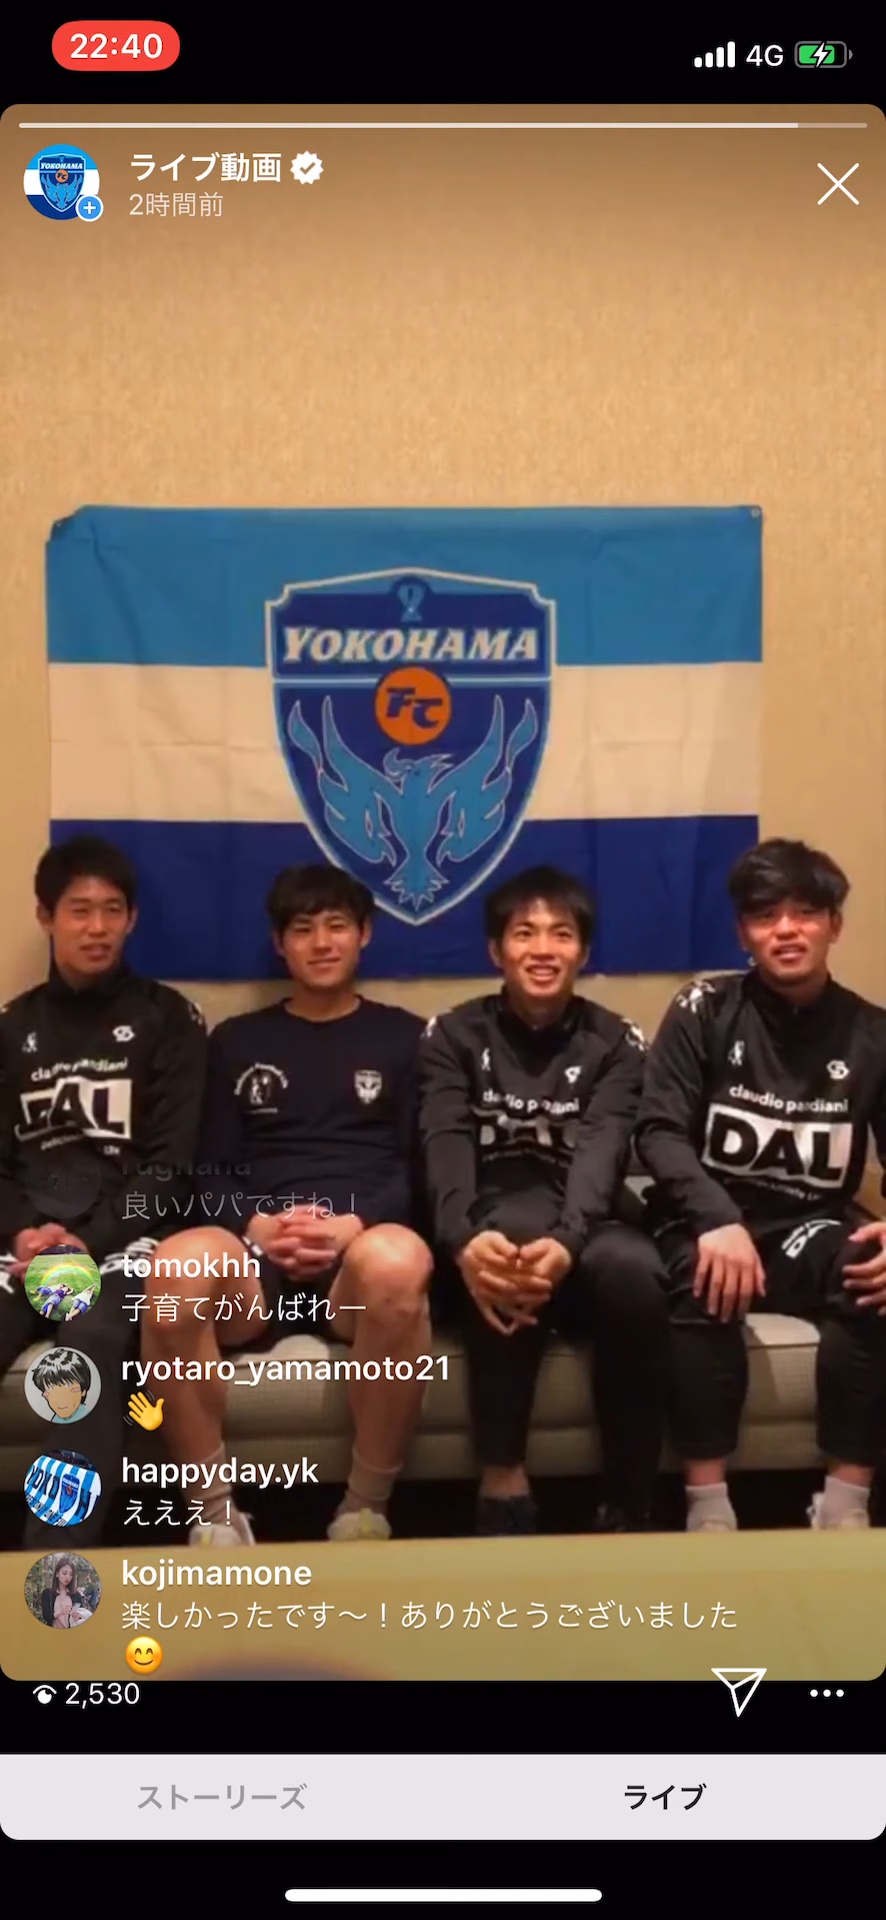 22:40
4G
YOKOHAMA
ライブ動画
2時間前
YOKOHAMA
FC
claudio pardiani
DAL
claudio pardiani
DAL
良いパパですね！
tomokhh
子育てがんばれー
ryotaro_yamamoto21
👋
happyday.yk
えええ！
kojimamone
楽しかったです〜！ありがとうございました
😊
2,530
ストーリーズ
ライブ